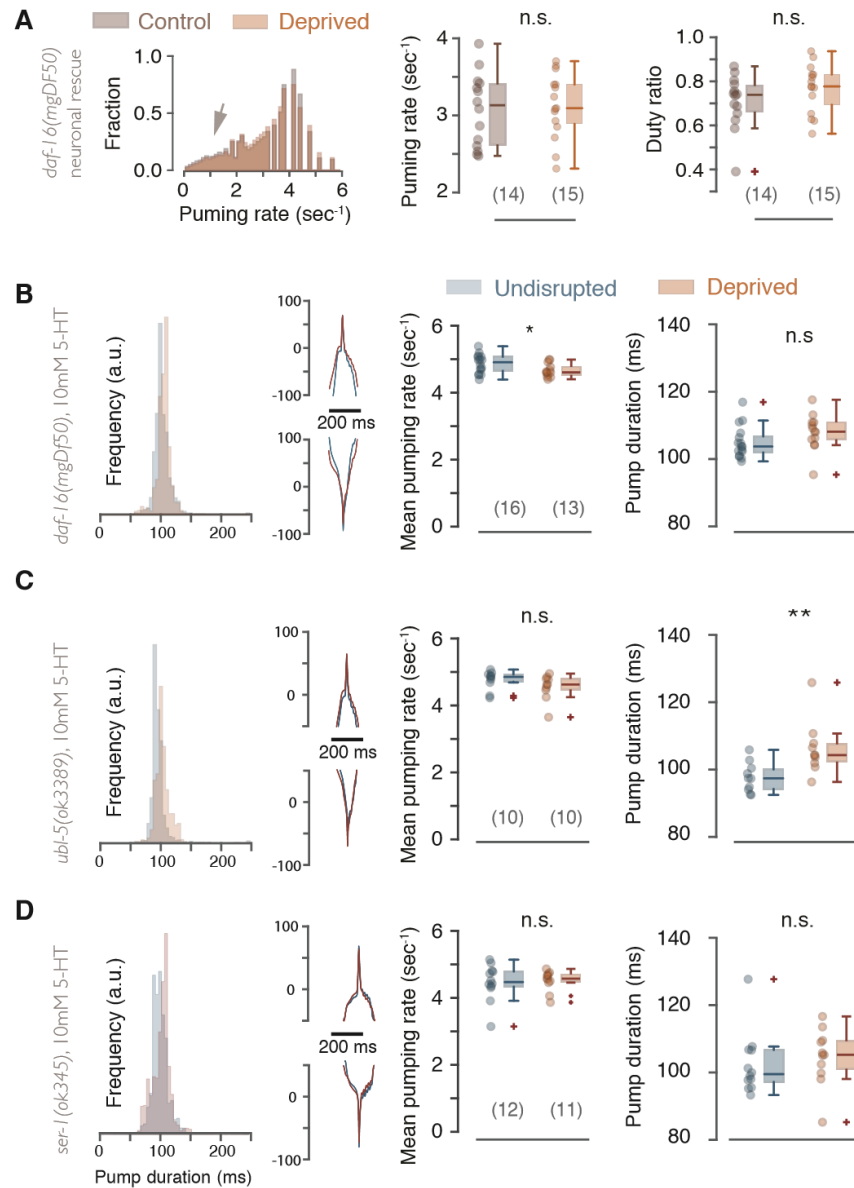 A
Control
Deprived
n.s.
n.s.
daf-16(mgDF50)
neuronal rescue
Fraction
1.0
0.5
0.0
0
2
4
6
Puming rate (sec-1)
Puming rate (sec-1)
4
3
2
(14)
(15)
Duty ratio
1.0
0.8
0.6
0.4
(14)
(15)
B
Undisrupted
Deprived
daf-16(mgDf50), 10mM 5-HT
Frequency (a.u.)
0
100
200
100
0
-100
200 ms
100
0
-100
Mean pumping rate (sec-1)
6
4
2
0
*
(16)
(13)
Pump duration (ms)
140
120
100
80
n.s
C
ubl-5(ok3389), 10mM 5-HT
Frequency (a.u.)
0
100
200
100
0
200 ms
0
-100
Mean pumping rate (sec-1)
6
4
2
0
n.s.
(10)
(10)
Pump duration (ms)
140
120
100
80
**
D
ser-1(ok345), 10mM 5-HT
Frequency (a.u.)
0
100
200
Pump duration (ms)
100
0
200 ms
0
-100
Mean pumping rate (sec-1)
6
4
2
0
n.s.
(12)
(11)
Pump duration (ms)
140
120
100
80
n.s.